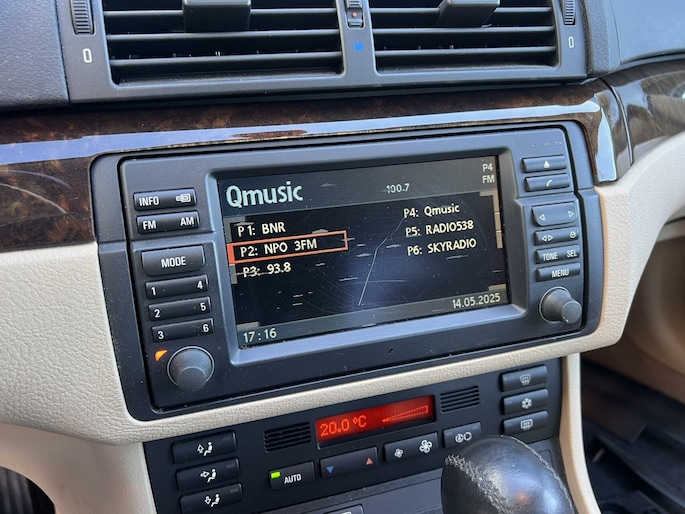 0
0
P4
FM
Qmusic
100.7
P1: BNR
P2: NPO 3FM
P3: 93.8
P4: Qmusic
P5: RADIO538
P6: SKYRADIO
14.05.2025
17:16
INFO
FM AM
MODE
1 4
2 5
3 6
TONE SEL
MENU
20.0°C
AUTO